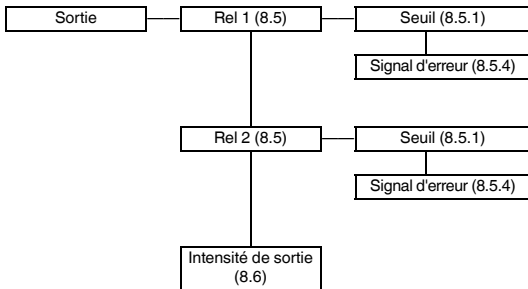 Sortie
Rel 1 (8.5)
Seuil (8.5.1)
Signal d'erreur (8.5.4)
Rel 2 (8.5)
Seuil (8.5.1)
Signal d'erreur (8.5.4)
Intensité de sortie
(8.6)